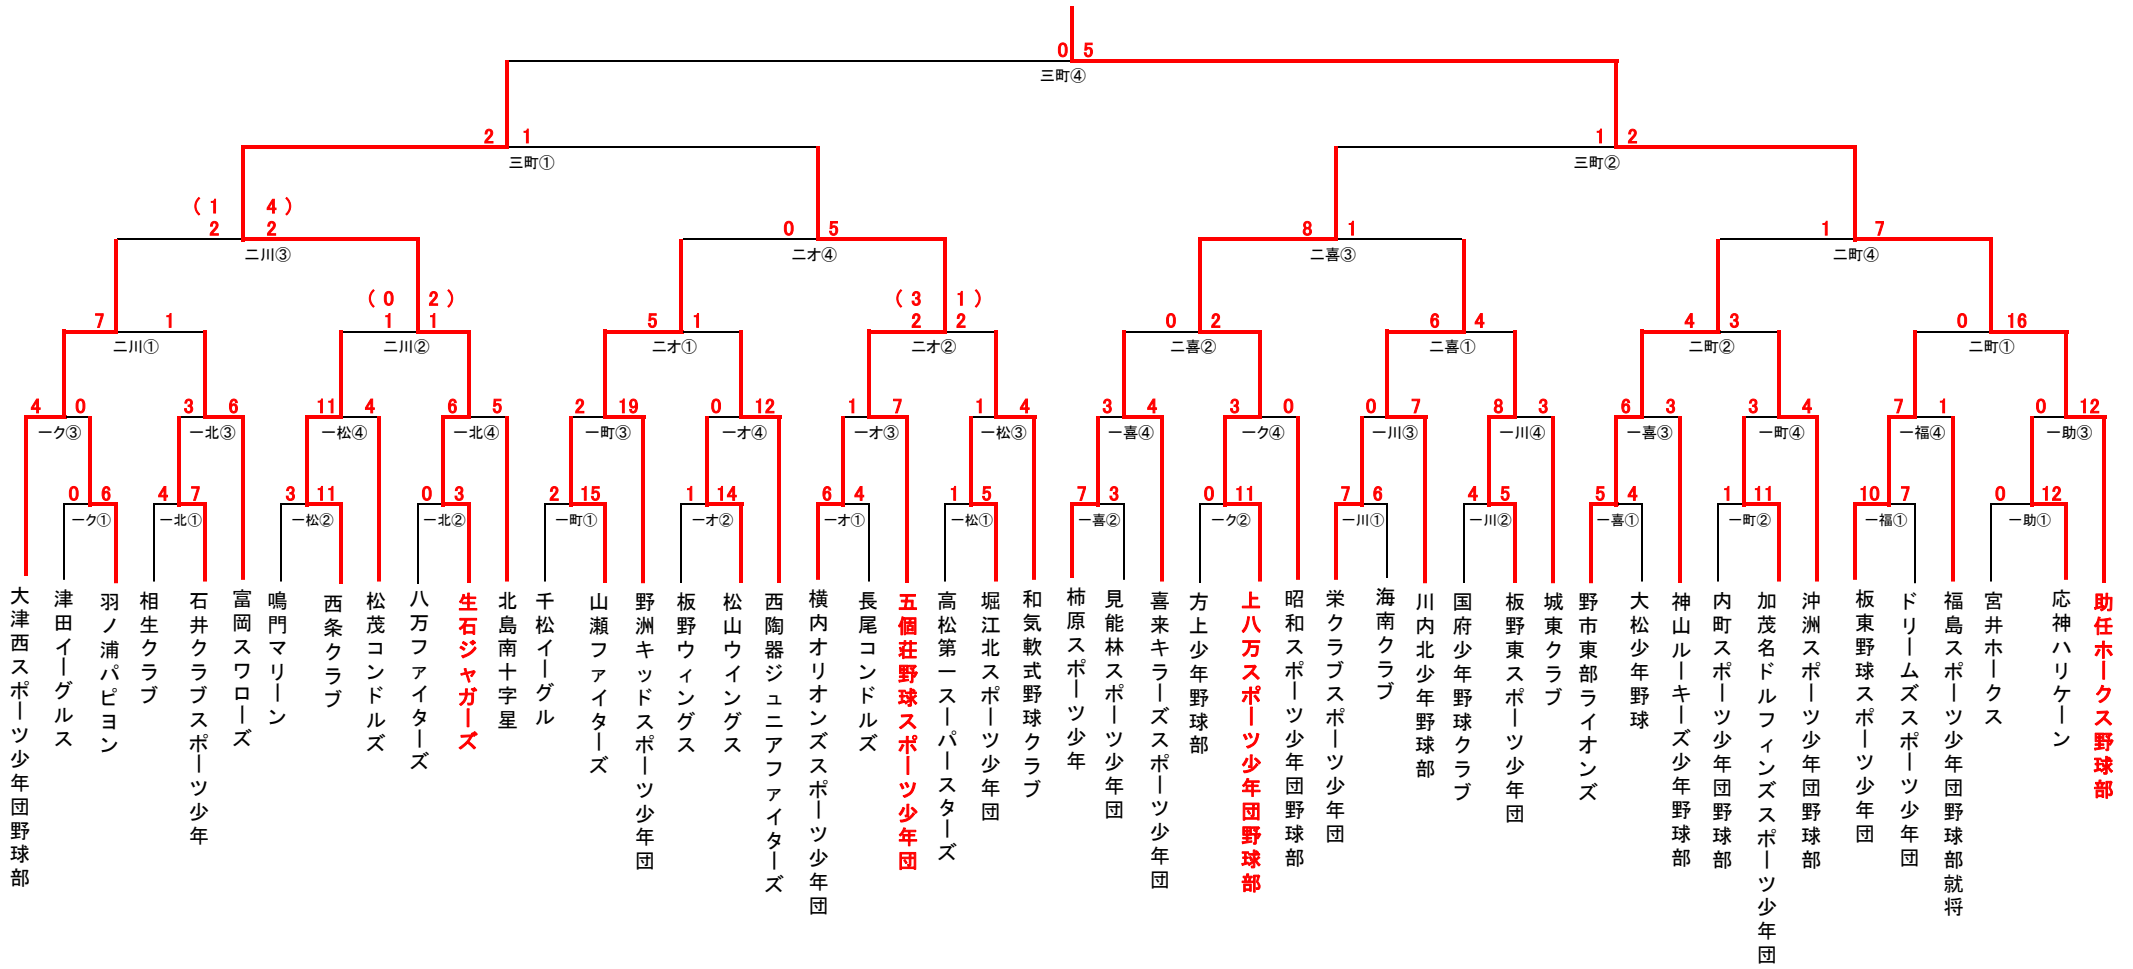 0 5
三町④
2 1 1 2
三町① 三町②
(1 4)
2 2 0 5 8 1 1 7
二川③ 二オ④ 二喜③ 二町④
(0 2) (3 1)
7 1 1 1 5 1 2 2 0 2 6 4 4 3 0 16
二川① 二川② 二オ① 二オ② 二喜② 二喜① 二町② 二町①
4 0 3 6 11 4 6 5 2 19 0 12 1 7 1 4 3 4 3 0 0 7 8 3 6 3 3 4 7 1 0 12
一ク③ 一北③ 一松④ 一北④ 一町③ 一オ④ 一オ③ 一松③ 一喜④ 一ク④ 一川③ 一川④ 一喜③ 一町④ 一福④ 一助③
0 6 4 7 3 11 0 3 2 15 1 14 6 4 1 5 7 3 0 11 7 6 4 5 5 4 1 11 10 7 0 12
一ク① 一北① 一松② 一北② 一町① 一オ② 一オ① 一松① 一喜② 一ク② 一川① 一川② 一喜① 一町② 一福① 一助①
大津西スポーツ少年団野球部
津田イーグルス
羽ノ浦パピヨン
相生クラブ
石井クラブスポーツ少年
富岡スワローズ
鳴門マリーン
西条クラブ
松茂コンドルズ
八万ファイターズ
生石ジャガーズ
北島南十字星
千松イーグル
山瀬ファイターズ
野洲キッドスポーツ少年団
板野ウィングス
松山ウイングス
西陶器ジュニアファイターズ
横内オリオンズスポーツ少年団
長尾コンドルズ
五個荘野球スポーツ少年団
高松第一スーパースターズ
堀江北スポーツ少年団
和気軟式野球クラブ
柿原スポーツ少年
見能林スポーツ少年団
喜来キラーズスポーツ少年団
方上少年野球部
上八万スポーツ少年団野球部
昭和スポーツ少年団野球部
栄クラブスポーツ少年団
海南クラブ
川内北少年野球部
国府少年野球クラブ
板野東スポーツ少年団
城東クラブ
野市東部ライオンズ
大松少年野球
神山ルーキーズ少年野球部
内町スポーツ少年団野球部
加茂名ドルフィンズスポーツ少年団
沖洲スポーツ少年団野球部
板東野球スポーツ少年団
ドリームズスポーツ少年団
福島スポーツ少年団野球部就将
宮井ホークス
応神ハリケーン
助任ホークス野球部